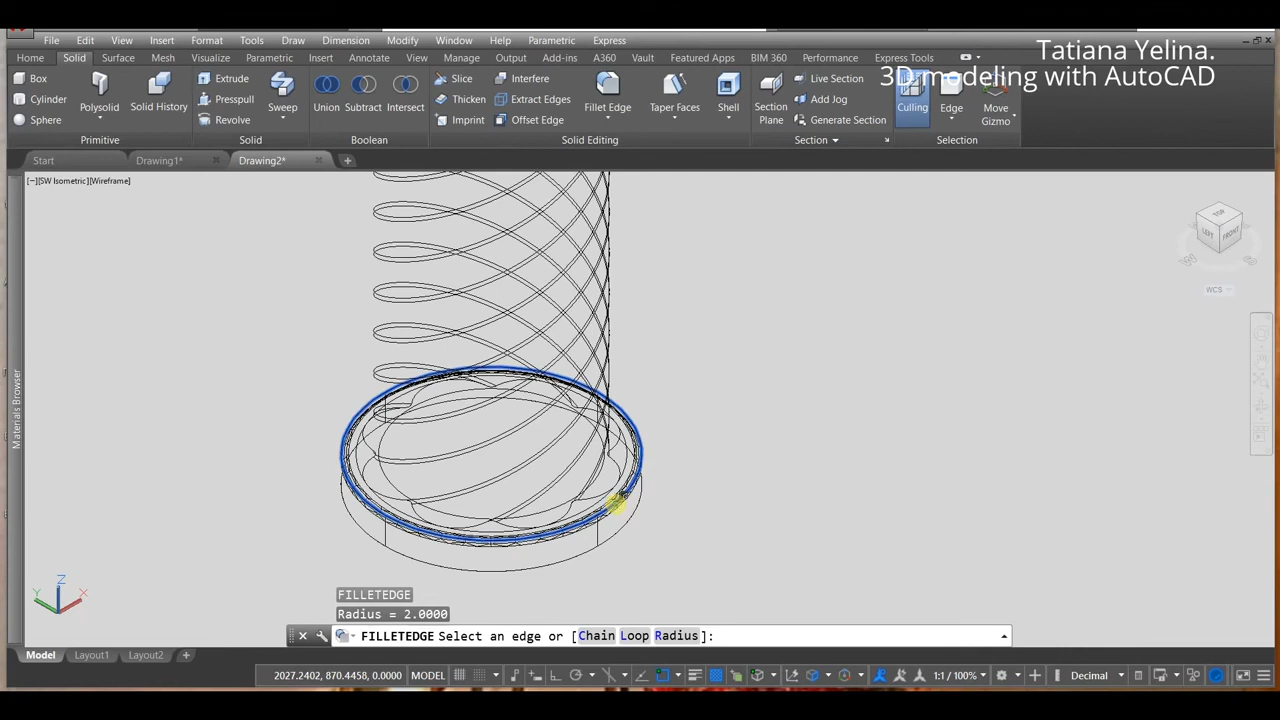 Tatiana Yelina.
3D modeling with AutoCAD
File Edit View Insert Format Tools Draw Dimension Modify Window Help Parametric Express
Home Solid Surface Mesh Visualize Parametric Insert Annotate View Manage Output Add-ins A360 Vault Featured Apps BIM 360 Performance Express Tools
Box Extrude Slice Interfere Live Section
Cylinder Presspull Thicken Extract Edges Add Jog
Sphere Revolve Imprint Offset Edge Generate Section
Polysolid Solid History Sweep Union Subtract Intersect Fillet Edge Taper Faces Shell Section Plane Culling Edge Move Gizmo
Primitive Solid Boolean Solid Editing Section Selection
Start Drawing1* Drawing2*
[−][SW Isometric][Wireframe]
TOP
LEFT FRONT
WCS
Materials Browser
Z
Y X
FILLETEDGE
Radius = 2.0000
FILLETEDGE Select an edge or [Chain Loop Radius]:
Model Layout1 Layout2
2027.2402, 870.4458, 0.0000 MODEL 1:1 / 100% Decimal